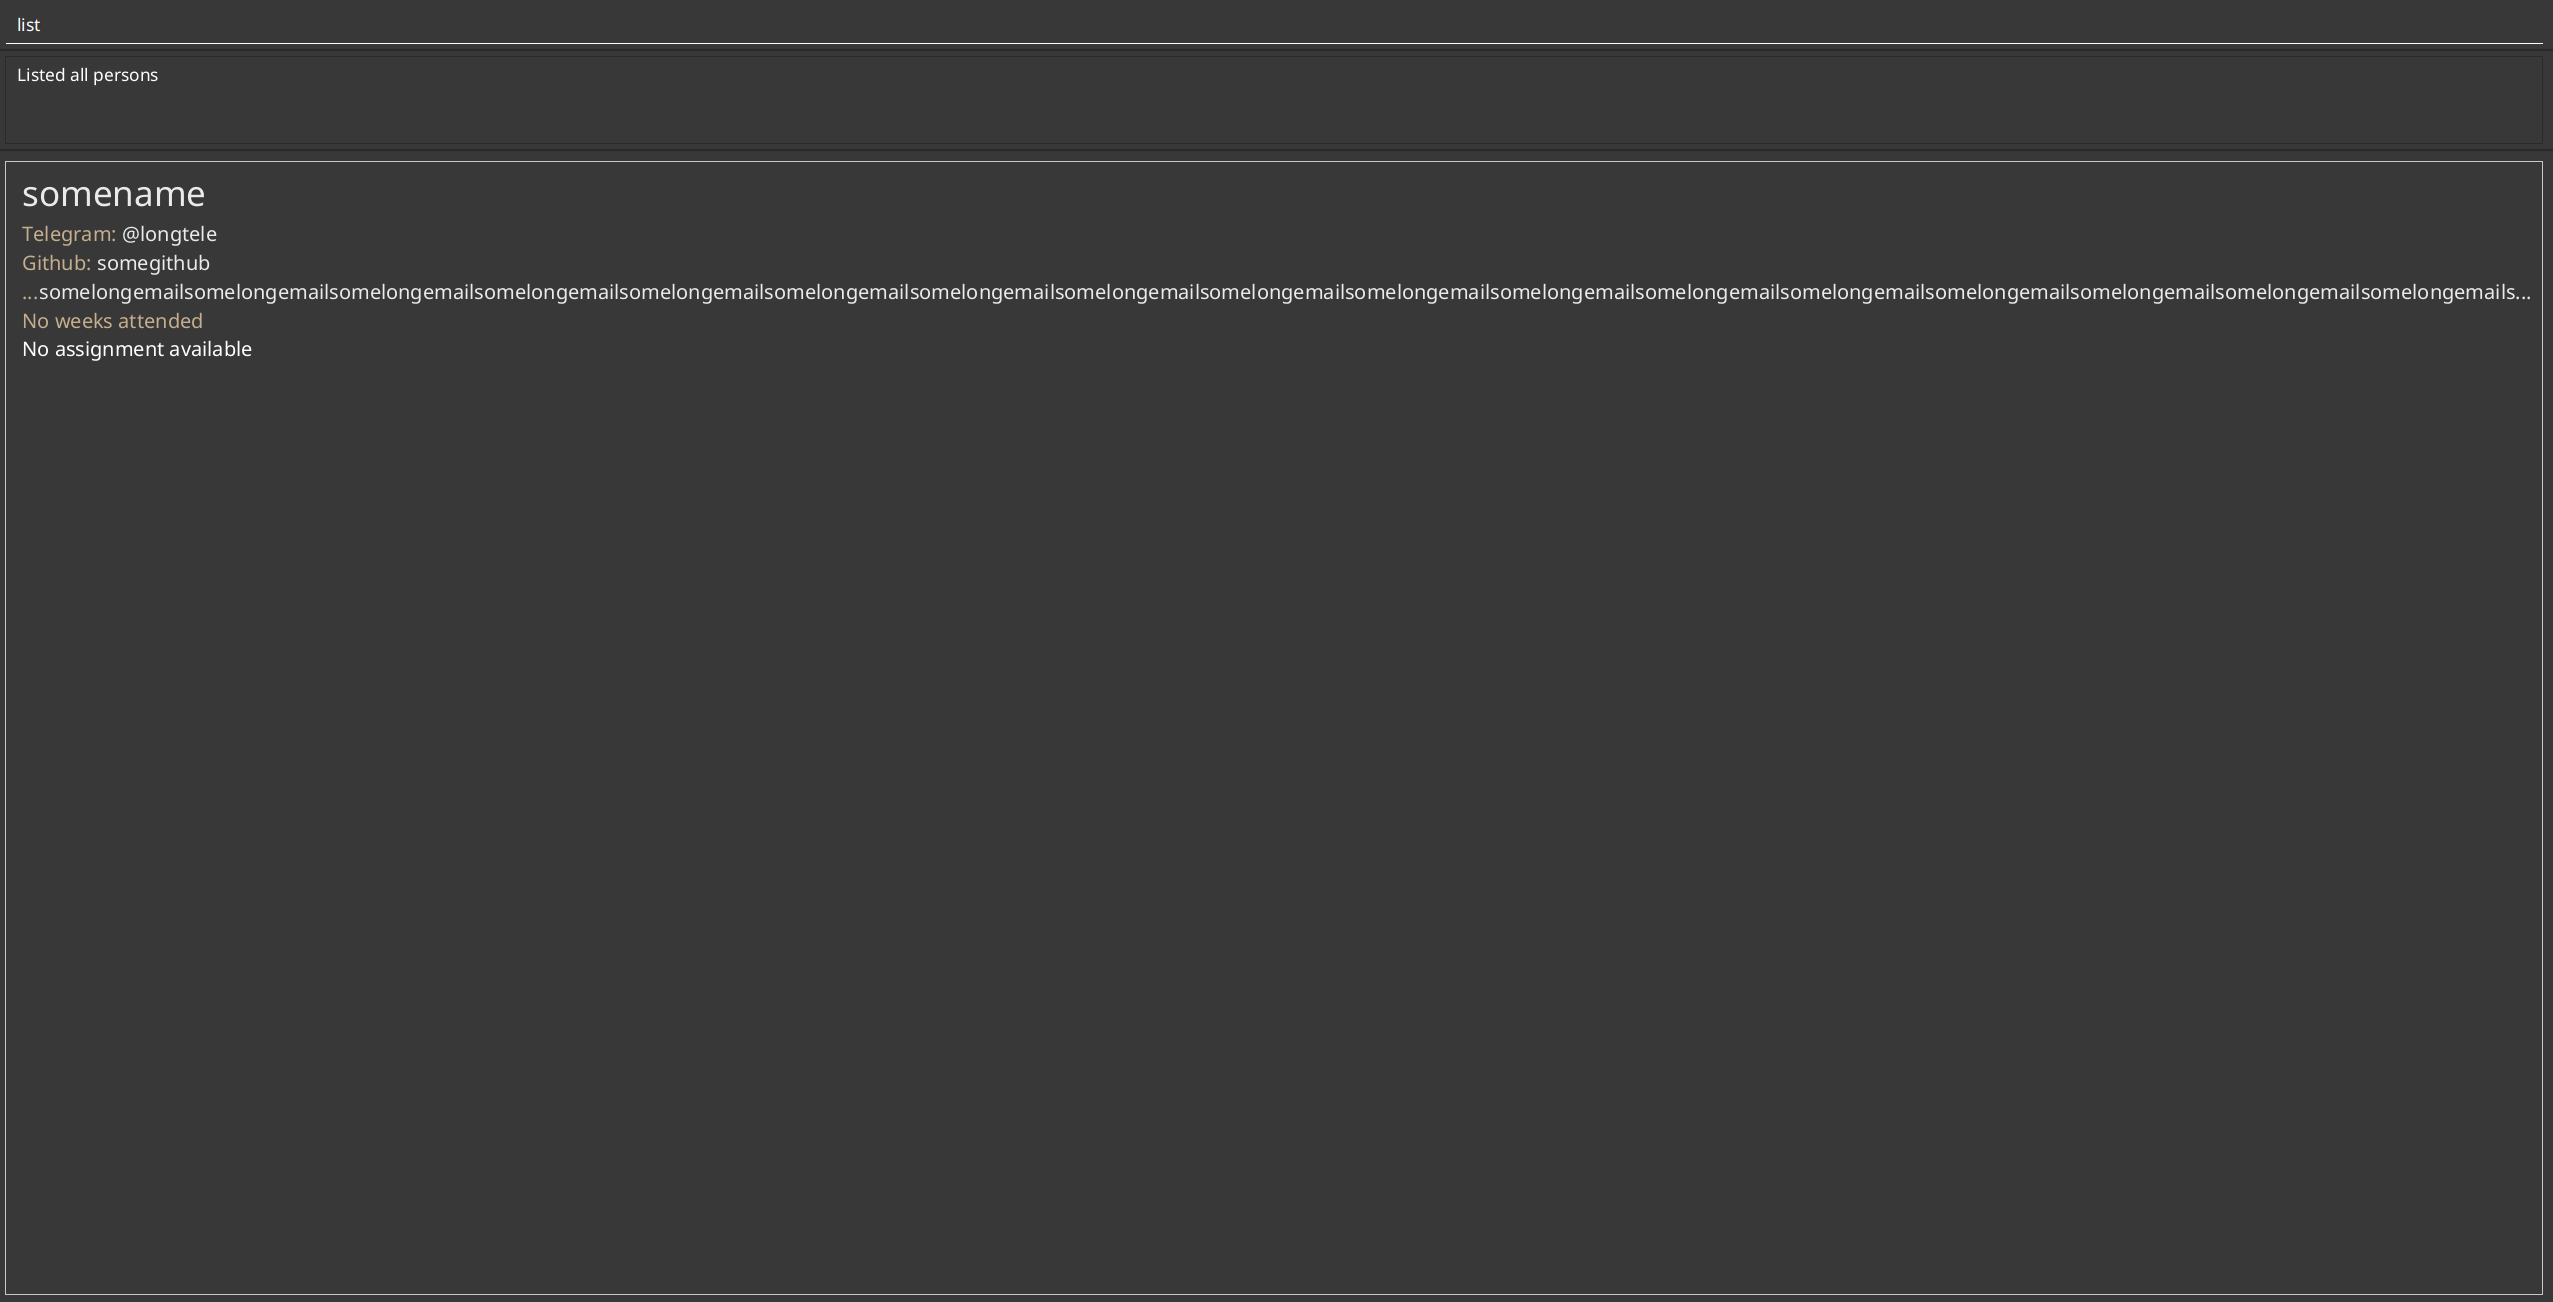 list
Listed all persons
somename
Telegram: @longtele
Github: somegithub
...somelongemailsomelongemailsomelongemailsomelongemailsomelongemailsomelongemailsomelongemailsomelongemailsomelongemailsomelongemailsomelongemailsomelongemailsomelongemailsomelongemailsomelongemailsomelongemailsomelongemails...
No weeks attended
No assignment available